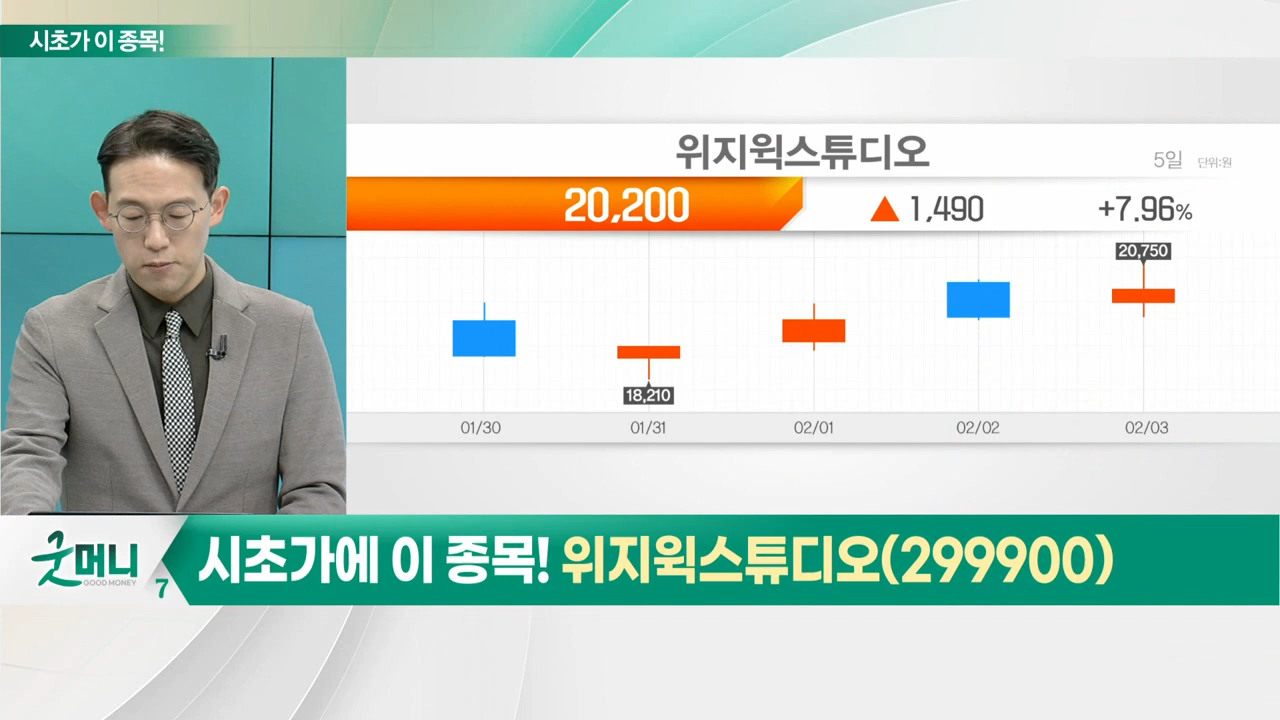 시초가 이 종목!
위지윅스튜디오
5일 단위:원
20,200 ▲ 1,490 +7.96%
20,750
18,210
01/30 01/31 02/01 02/02 02/03
굿머니 GOOD MONEY 7
시초가에 이 종목! 위지윅스튜디오(299900)